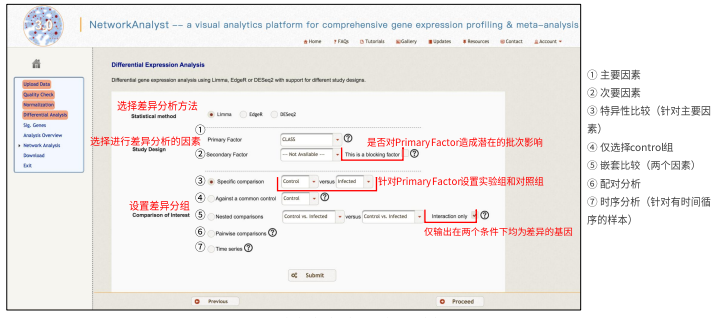 3.0
NetworkAnalyst -- a visual analytics platform for comprehensive gene expression profiling & meta-analysis
Home ? FAQs Tutorials Gallery Updates Resources Contact Account
Upload Data
Quality Check
Normalization
Differential Analysis
Sig. Genes
Analysis Overview
Network Analysis
Download
Exit
Differential Expression Analysis
Differential gene expression analysis using Limma, EdgeR or DESeq2 with support for different study designs.
选择差异分析方法
Statistical method Limma EdgeR DESeq2
选择进行差异分析的因素
Study Design
① Primary Factor CLASS ?
是否对PrimaryFactor造成潜在的批次影响
② Secondary Factor --- Not Available --- This is a blocking factor ?
设置差异分组
Comparison of Interest
③ Specific comparison Control versus Infected 针对PrimaryFactor设置实验组和对照组
④ Against a common control Control ?
⑤ Nested comparisons Control vs. Infected versus Control vs. Infected Interaction only ?
仅输出在两个条件下均为差异的基因
⑥ Pairwise comparisons ?
⑦ Time series ?
Submit
Previous Proceed
① 主要因素
② 次要因素
③ 特异性比较（针对主要因
素）
④ 仅选择control组
⑤ 嵌套比较（两个因素）
⑥ 配对分析
⑦ 时序分析（针对有时间循
序的样本）